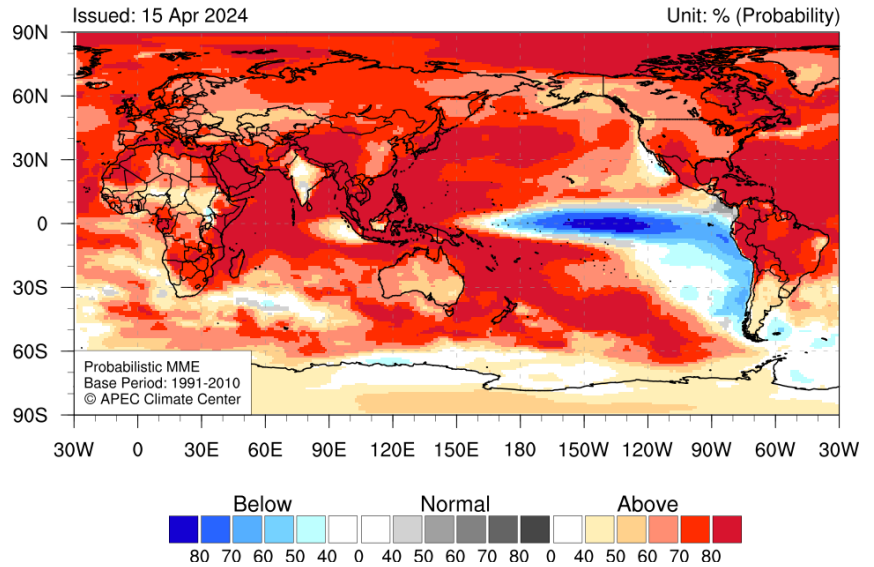 Issued: 15 Apr 2024 Unit: % (Probability)
90N
60N
30N
0
30S
60S
90S
Probabilistic MME
Base Period: 1991-2010
© APEC Climate Center
30W 0 30E 60E 90E 120E 150E 180 150W 120W 90W 60W 30W
Below Normal Above
80 70 60 50 40 0 40 50 60 70 80 0 40 50 60 70 80